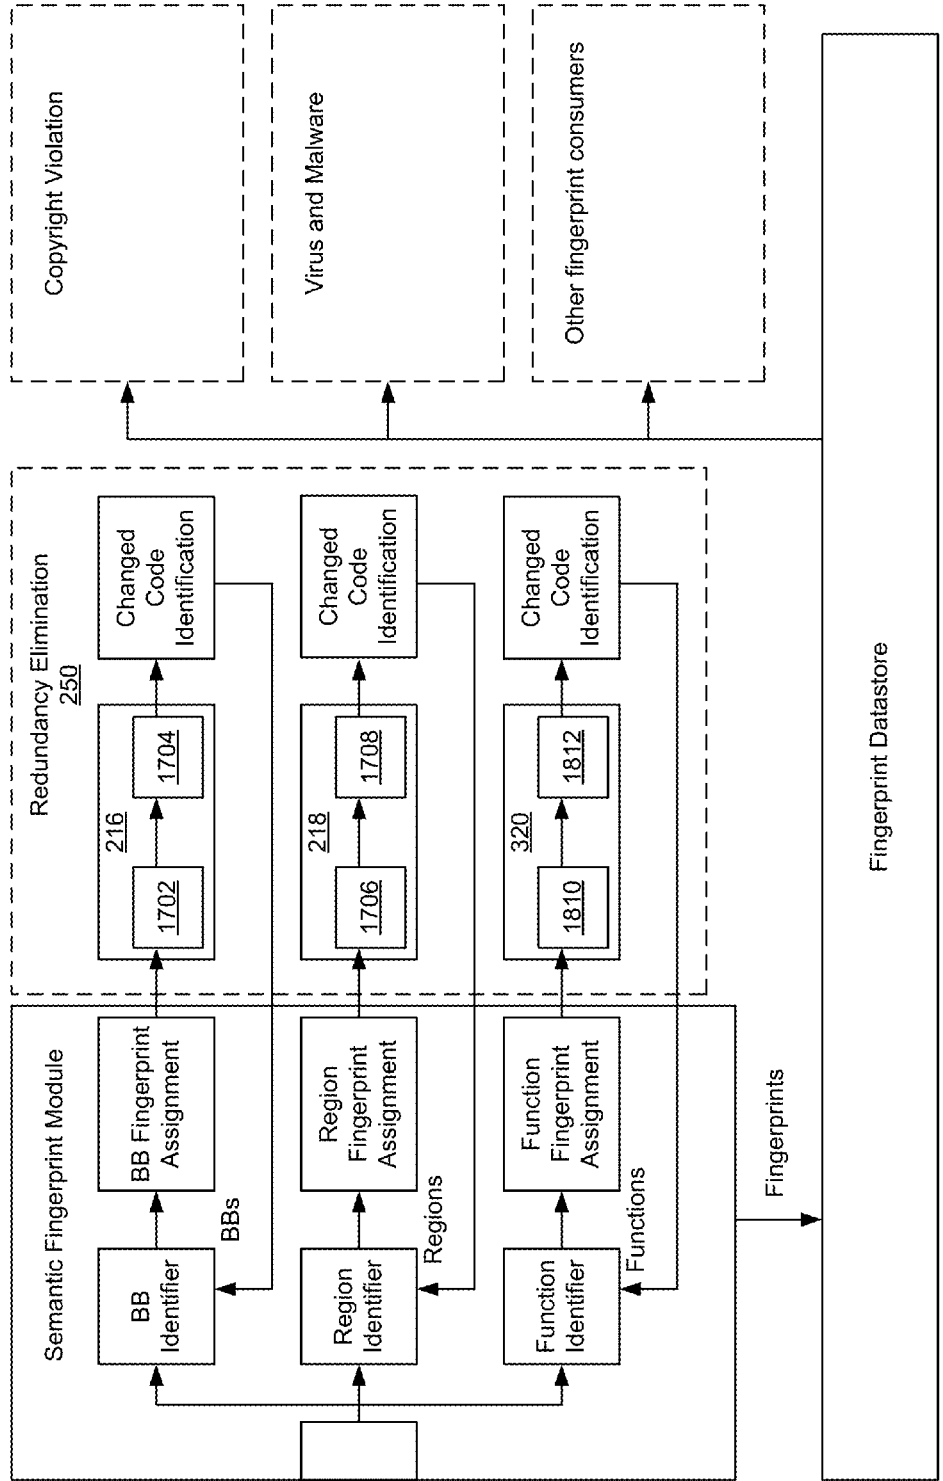 Semantic Fingerprint Module
BB
Identifier
BB Fingerprint
Assignment
BBs
Region
Identifier
Region
Fingerprint
Assignment
Regions
Function
Identifier
Function
Fingerprint
Assignment
Functions
Redundancy Elimination
250
216
1702
1704
Changed
Code
Identification
218
1706
1708
Changed
Code
Identification
320
1810
1812
Changed
Code
Identification
Copyright Violation
Virus and Malware
Other fingerprint consumers
Fingerprints
Fingerprint Datastore